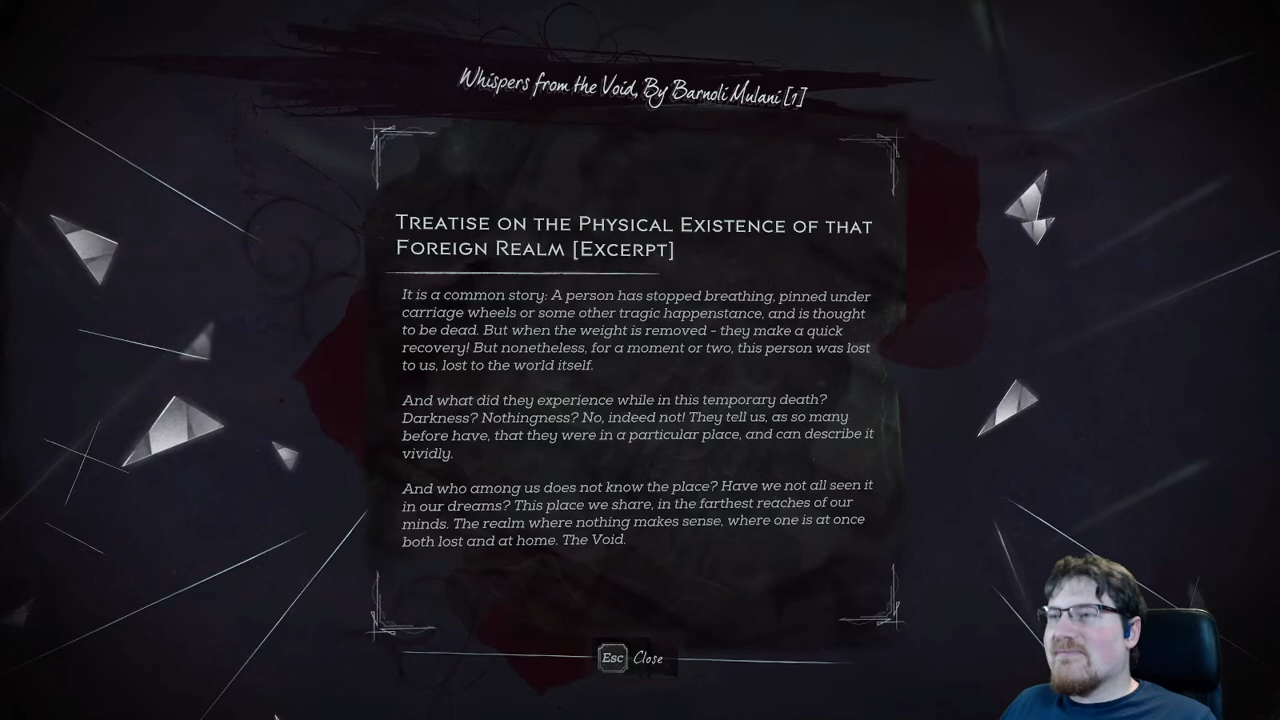 Whispers from the Void, By Barnoli Mulani [1]
Treatise on the Physical Existence of that
Foreign Realm [Excerpt]
It is a common story: A person has stopped breathing, pinned under
carriage wheels or some other tragic happenstance, and is thought
to be dead. But when the weight is removed - they make a quick
recovery! But nonetheless, for a moment or two, this person was lost
to us, lost to the world itself.
And what did they experience while in this temporary death?
Darkness? Nothingness? No, indeed not! They tell us, as so many
before have, that they were in a particular place, and can describe it
vividly.
And who among us does not know the place? Have we not all seen it
in our dreams? This place we share, in the farthest reaches of our
minds. The realm where nothing makes sense, where one is at once
both lost and at home. The Void.
Esc Close